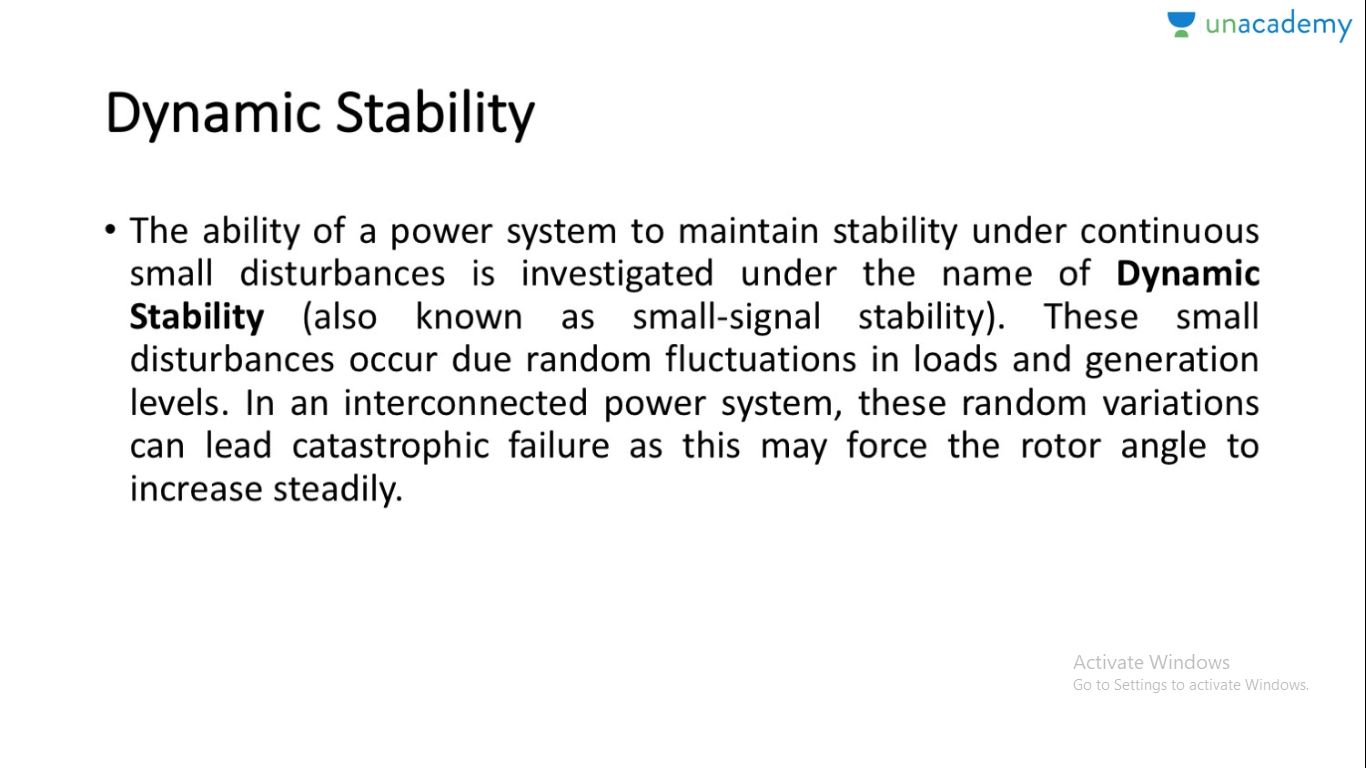 unacademy
Dynamic Stability
• The ability of a power system to maintain stability under continuous
small disturbances is investigated under the name of Dynamic
Stability (also known as small-signal stability). These small
disturbances occur due random fluctuations in loads and generation
levels. In an interconnected power system, these random variations
can lead catastrophic failure as this may force the rotor angle to
increase steadily.
Activate Windows
Go to Settings to activate Windows.